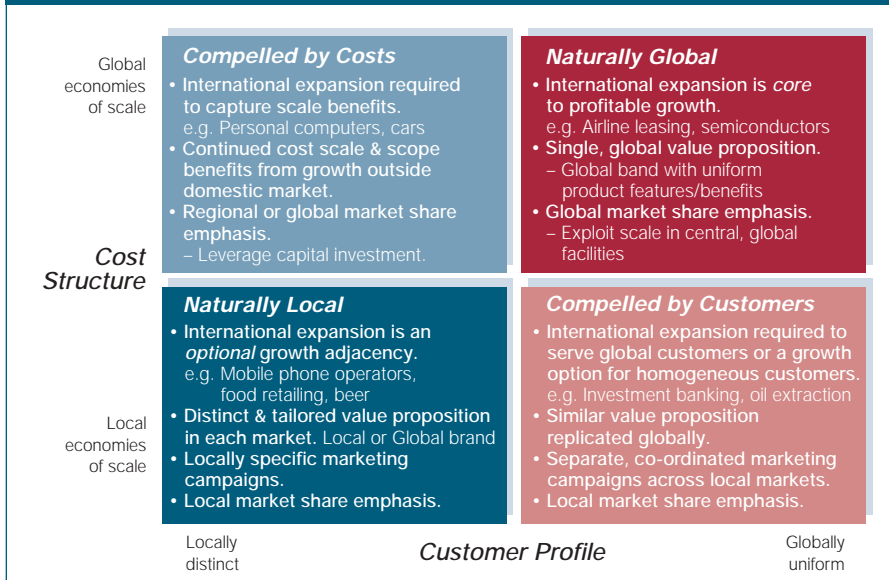 Global
economies
of scale
Compelled by Costs
• International expansion required
to capture scale benefits.
e.g. Personal computers, cars
• Continued cost scale & scope
benefits from growth outside
domestic market.
• Regional or global market share
emphasis.
– Leverage capital investment.
Naturally Global
• International expansion is core
to profitable growth.
e.g. Airline leasing, semiconductors
• Single, global value proposition.
– Global band with uniform
product features/benefits
• Global market share emphasis.
– Exploit scale in central, global
facilities
Cost
Structure
Naturally Local
• International expansion is an
optional growth adjacency.
e.g. Mobile phone operators,
food retailing, beer
• Distinct & tailored value proposition
in each market. Local or Global brand
• Locally specific marketing
campaigns.
• Local market share emphasis.
Compelled by Customers
• International expansion required to
serve global customers or a growth
option for homogeneous customers.
e.g. Investment banking, oil extraction
• Similar value proposition
replicated globally.
• Separate, co-ordinated marketing
campaigns across local markets.
• Local market share emphasis.
Local
economies
of scale
Locally
distinct
Customer Profile
Globally
uniform